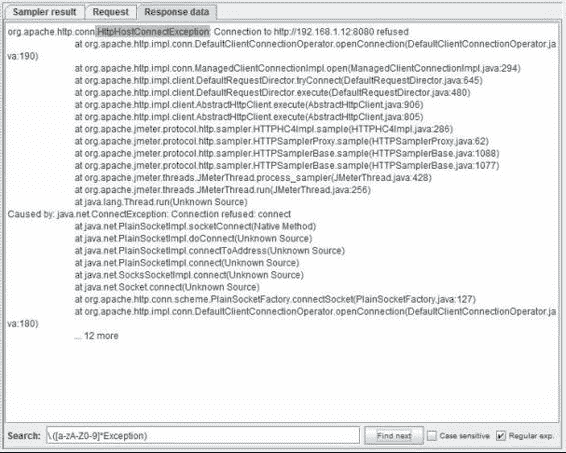 Sampler result Request Response data
org.apache.http.conn.HttpHostConnectException: Connection to http://192.168.1.12:8080 refused
at org.apache.http.impl.conn.DefaultClientConnectionOperator.openConnection(DefaultClientConnectionOperator.ja
va:190)
at org.apache.http.impl.conn.ManagedClientConnectionImpl.open(ManagedClientConnectionImpl.java:294)
at org.apache.http.impl.client.DefaultRequestDirector.tryConnect(DefaultRequestDirector.java:645)
at org.apache.http.impl.client.DefaultRequestDirector.execute(DefaultRequestDirector.java:480)
at org.apache.http.impl.client.AbstractHttpClient.execute(AbstractHttpClient.java:906)
at org.apache.http.impl.client.AbstractHttpClient.execute(AbstractHttpClient.java:805)
at org.apache.jmeter.protocol.http.sampler.HTTPHC4Impl.sample(HTTPHC4Impl.java:286)
at org.apache.jmeter.protocol.http.sampler.HTTPSamplerProxy.sample(HTTPSamplerProxy.java:62)
at org.apache.jmeter.protocol.http.sampler.HTTPSamplerBase.sample(HTTPSamplerBase.java:1088)
at org.apache.jmeter.protocol.http.sampler.HTTPSamplerBase.sample(HTTPSamplerBase.java:1077)
at org.apache.jmeter.threads.JMeterThread.process_sampler(JMeterThread.java:428)
at org.apache.jmeter.threads.JMeterThread.run(JMeterThread.java:256)
at java.lang.Thread.run(Unknown Source)
Caused by: java.net.ConnectException: Connection refused: connect
at java.net.PlainSocketImpl.socketConnect(Native Method)
at java.net.PlainSocketImpl.doConnect(Unknown Source)
at java.net.PlainSocketImpl.connectToAddress(Unknown Source)
at java.net.PlainSocketImpl.connect(Unknown Source)
at java.net.SocksSocketImpl.connect(Unknown Source)
at java.net.Socket.connect(Unknown Source)
at org.apache.http.conn.scheme.PlainSocketFactory.connectSocket(PlainSocketFactory.java:127)
at org.apache.http.impl.conn.DefaultClientConnectionOperator.openConnection(DefaultClientConnectionOperator.ja
va:180)
... 12 more
Search: \.([a-zA-Z0-9]*Exception) Find next Case sensitive Regular exp.